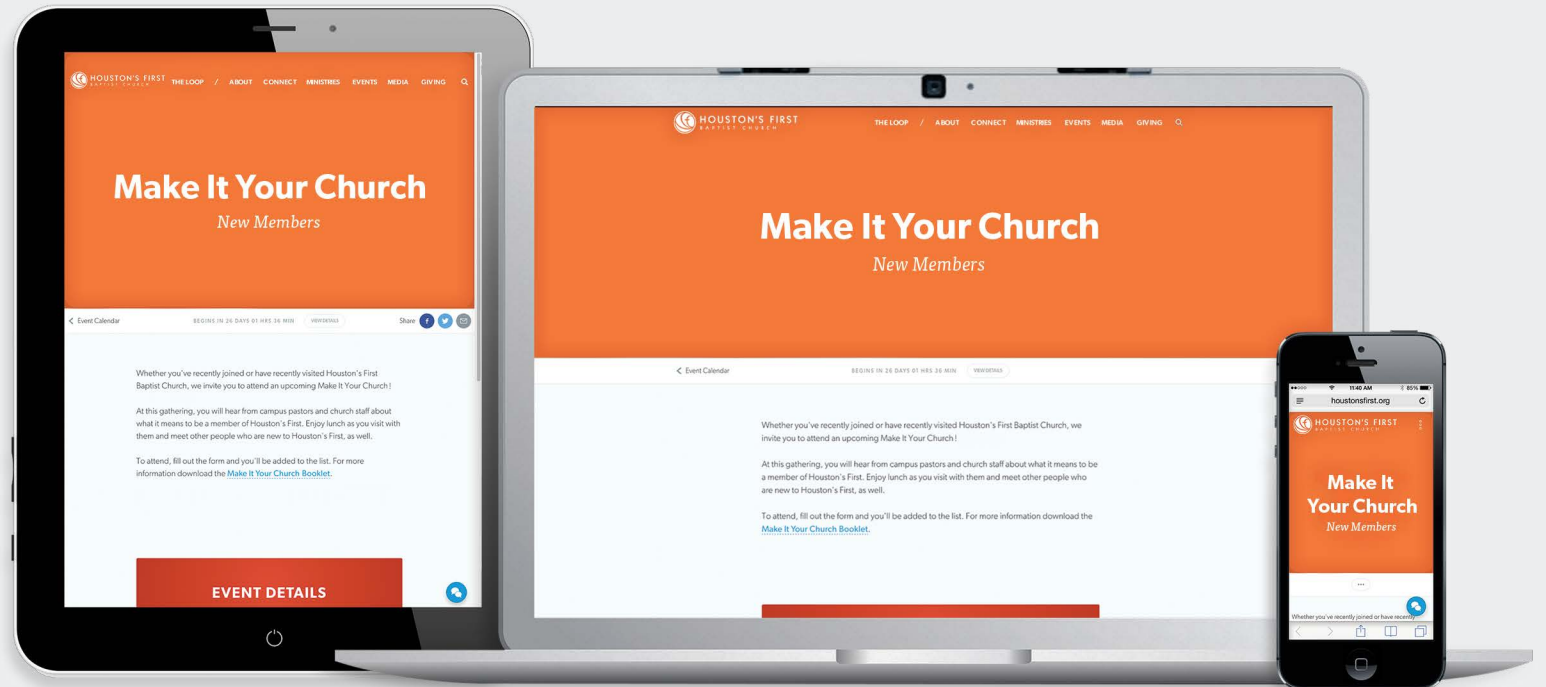 HOUSTON'S FIRST
BAPTIST CHURCH
THE LOOP / ABOUT CONNECT MINISTRIES EVENTS MEDIA GIVING
Make It Your Church
New Members
Event Calendar
BEGINS IN 26 DAYS 01 HRS 36 MIN
VIEW DETAILS
Share
Whether you've recently joined or have recently visited Houston's First
Baptist Church, we invite you to attend an upcoming Make It Your Church!
At this gathering, you will hear from campus pastors and church staff about
what it means to be a member of Houston's First. Enjoy lunch as you visit with
them and meet other people who are new to Houston's First, as well.
To attend, fill out the form and you'll be added to the list. For more
information download the Make It Your Church Booklet.
EVENT DETAILS
HOUSTON'S FIRST
BAPTIST CHURCH
THE LOOP / ABOUT CONNECT MINISTRIES EVENTS MEDIA GIVING
Make It Your Church
New Members
Event Calendar
BEGINS IN 26 DAYS 01 HRS 36 MIN
VIEW DETAILS
Whether you've recently joined or have recently visited Houston's First Baptist Church, we
invite you to attend an upcoming Make It Your Church!
At this gathering, you will hear from campus pastors and church staff about what it means to be
a member of Houston's First. Enjoy lunch as you visit with them and meet other people who
are new to Houston's First, as well.
To attend, fill out the form and you'll be added to the list. For more information download the
Make It Your Church Booklet.
11:40 AM 85%
houstonsfirst.org
HOUSTON'S FIRST
BAPTIST CHURCH
Make It
Your Church
New Members
Whether you've recently joined or have recently